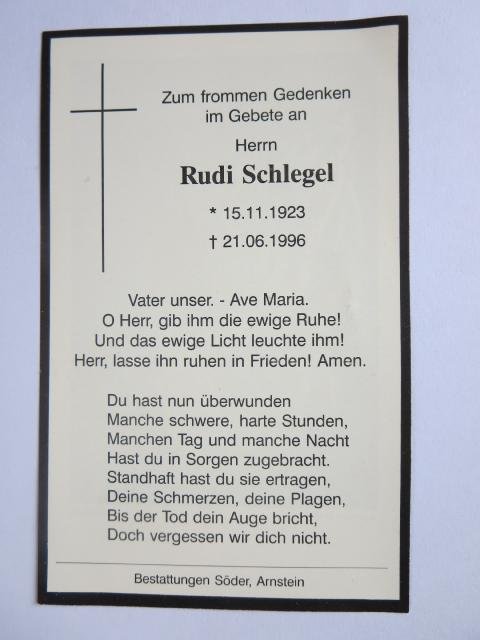 Zum frommen Gedenken
im Gebete an
Herrn
Rudi Schlegel
* 15.11.1923
† 21.06.1996
Vater unser. - Ave Maria.
O Herr, gib ihm die ewige Ruhe!
Und das ewige Licht leuchte ihm!
Herr, lasse ihn ruhen in Frieden! Amen.
Du hast nun überwunden
Manche schwere, harte Stunden,
Manchen Tag und manche Nacht
Hast du in Sorgen zugebracht.
Standhaft hast du sie ertragen,
Deine Schmerzen, deine Plagen,
Bis der Tod dein Auge bricht,
Doch vergessen wir dich nicht.
Bestattungen Söder, Arnstein